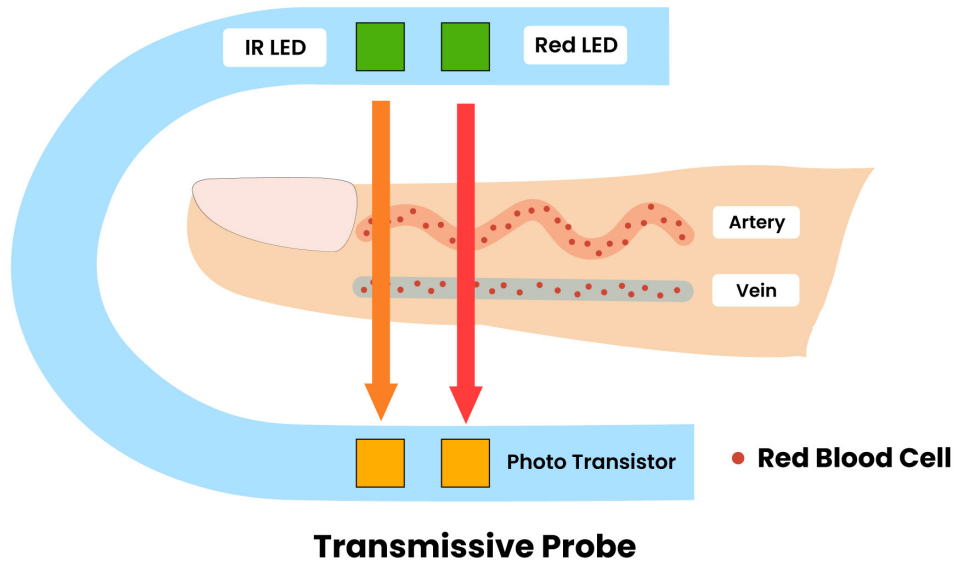 IR LED
Red LED
Artery
Vein
Photo Transistor
Red Blood Cell
Transmissive Probe